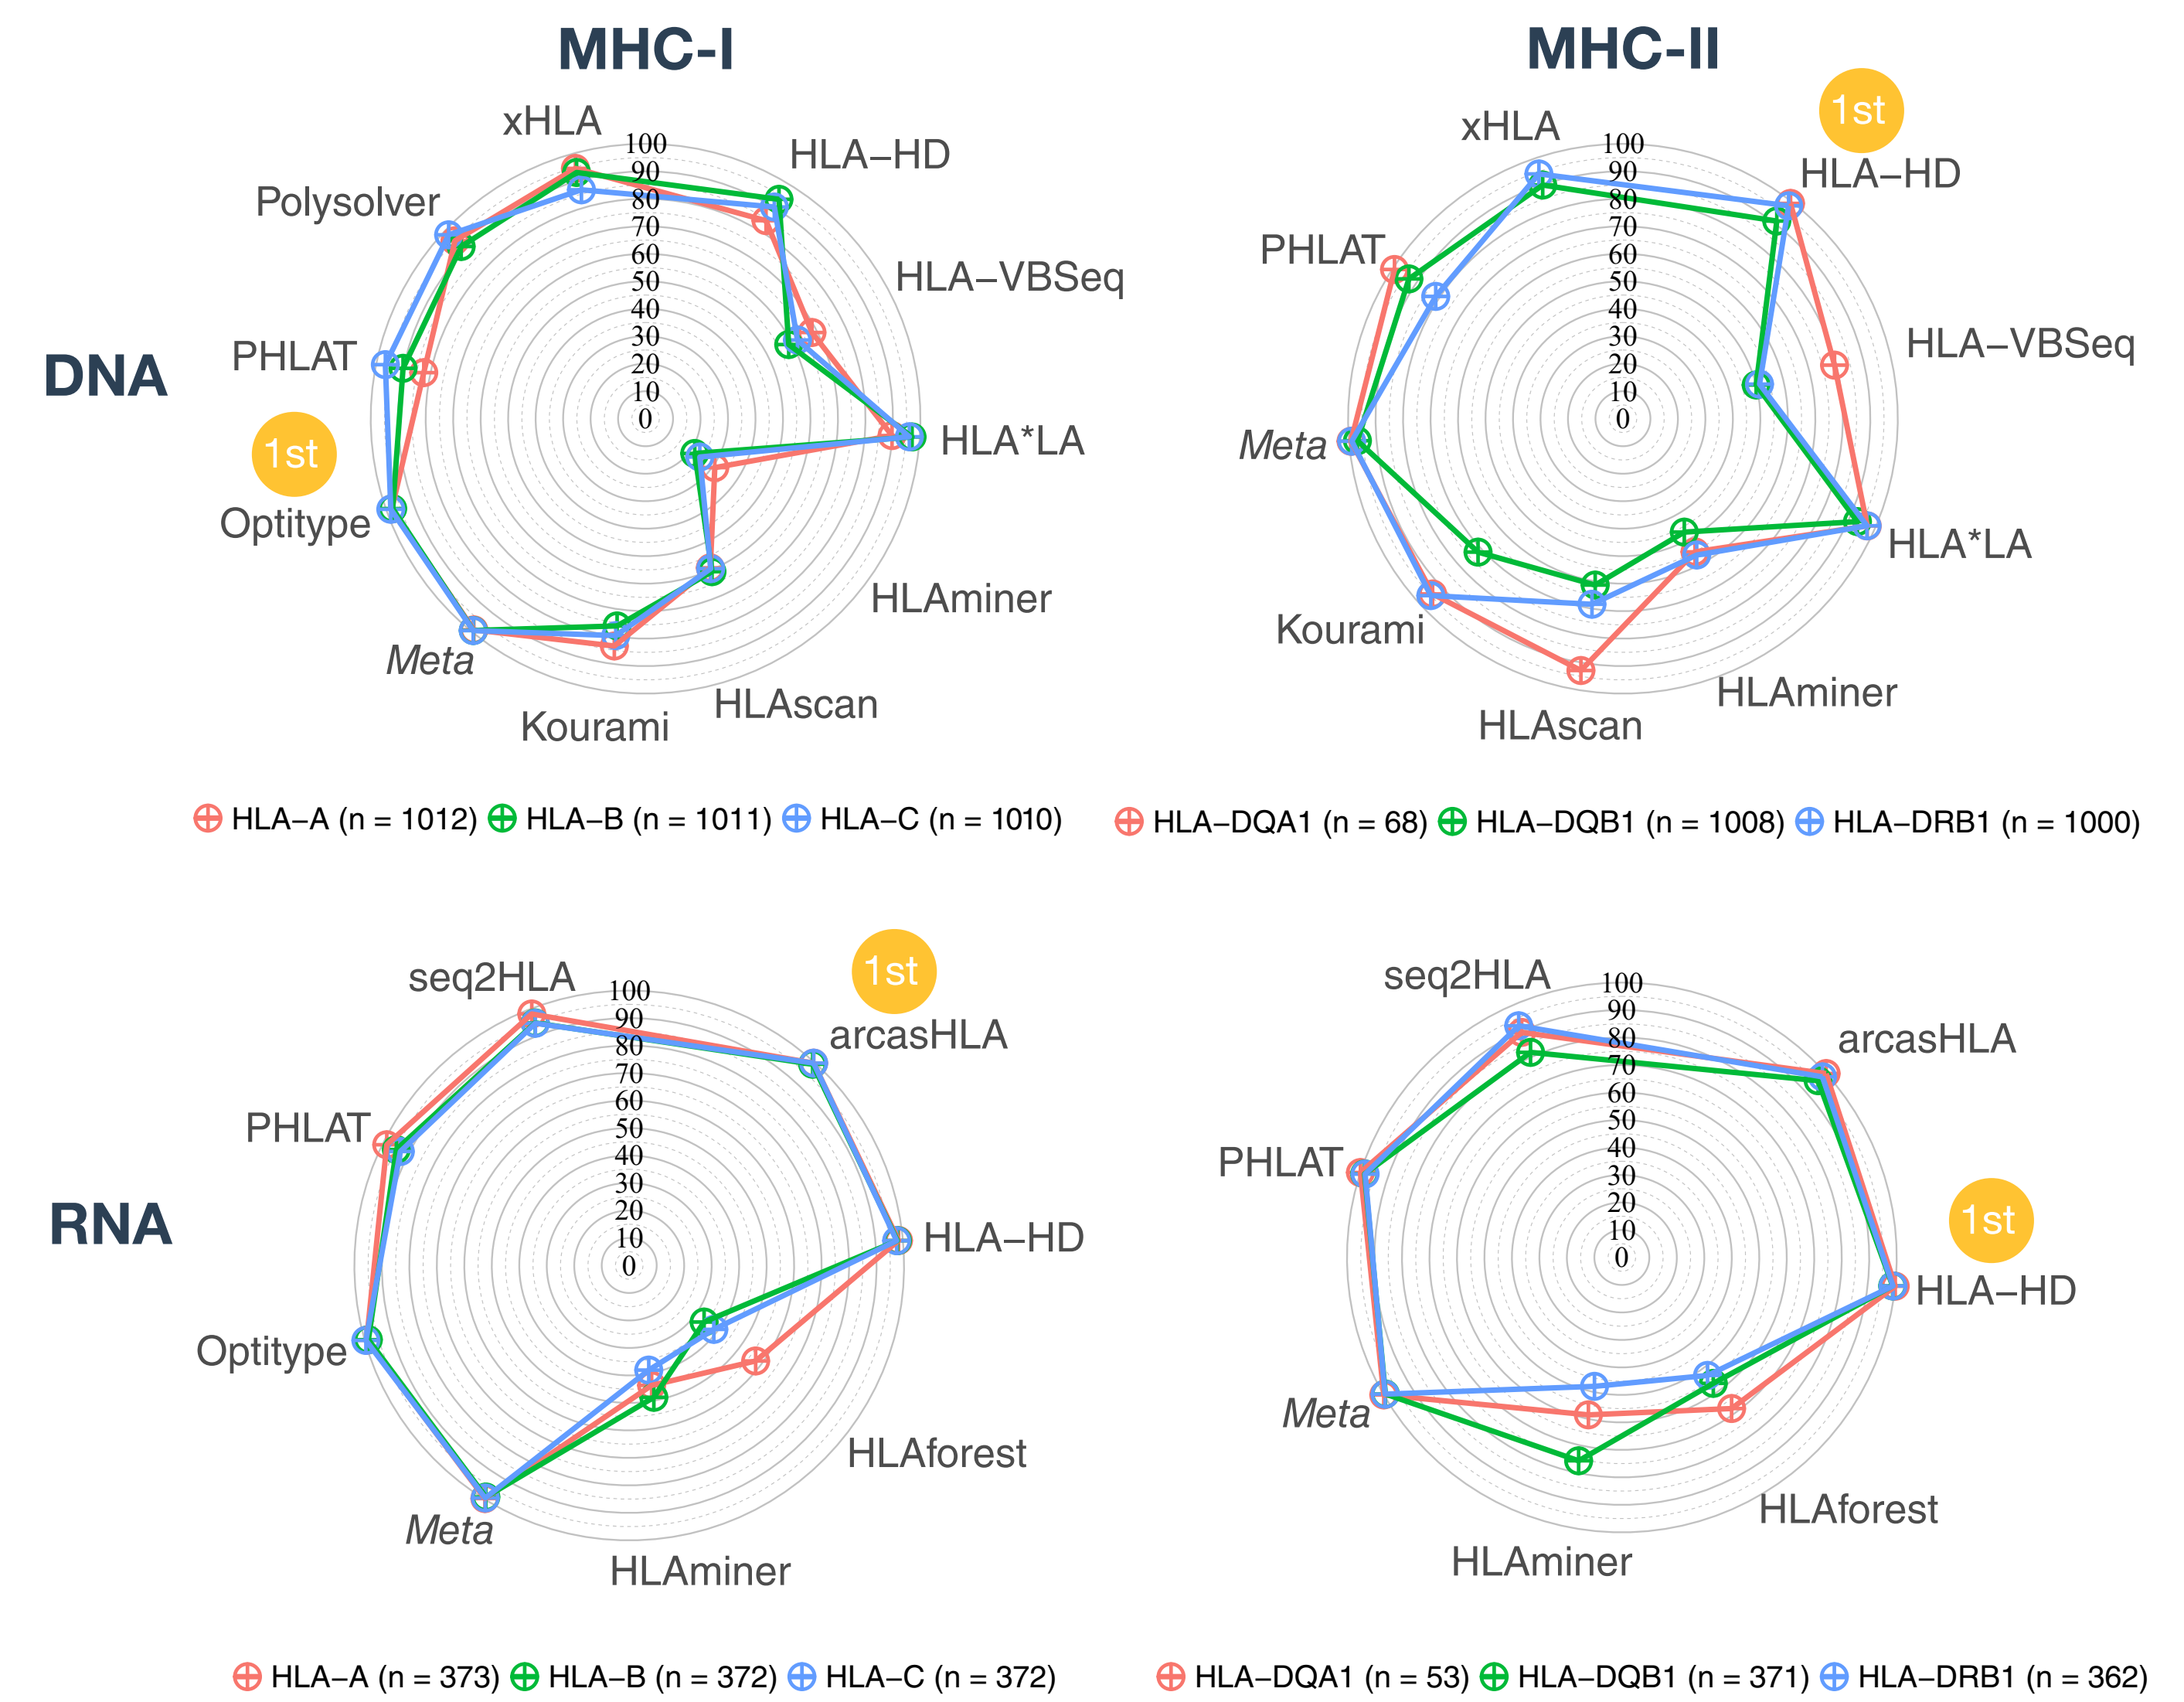 MHC-I
MHC-II
DNA
RNA
xHLA
HLA–HD
HLA–VBSeq
HLA*LA
HLAminer
HLAscan
Kourami
Meta
Optitype
1st
PHLAT
Polysolver
100
90
80
70
60
50
40
30
20
10
0
HLA–A (n = 1012) HLA–B (n = 1011) HLA–C (n = 1010)
xHLA
1st
HLA–HD
HLA–VBSeq
HLA*LA
HLAminer
HLAscan
Kourami
Meta
PHLAT
100
90
80
70
60
50
40
30
20
10
0
HLA–DQA1 (n = 68) HLA–DQB1 (n = 1008) HLA–DRB1 (n = 1000)
seq2HLA
1st
arcasHLA
HLA–HD
HLAforest
HLAminer
Meta
Optitype
PHLAT
100
90
80
70
60
50
40
30
20
10
0
HLA–A (n = 373) HLA–B (n = 372) HLA–C (n = 372)
seq2HLA
arcasHLA
1st
HLA–HD
HLAforest
HLAminer
Meta
PHLAT
100
90
80
70
60
50
40
30
20
10
0
HLA–DQA1 (n = 53) HLA–DQB1 (n = 371) HLA–DRB1 (n = 362)